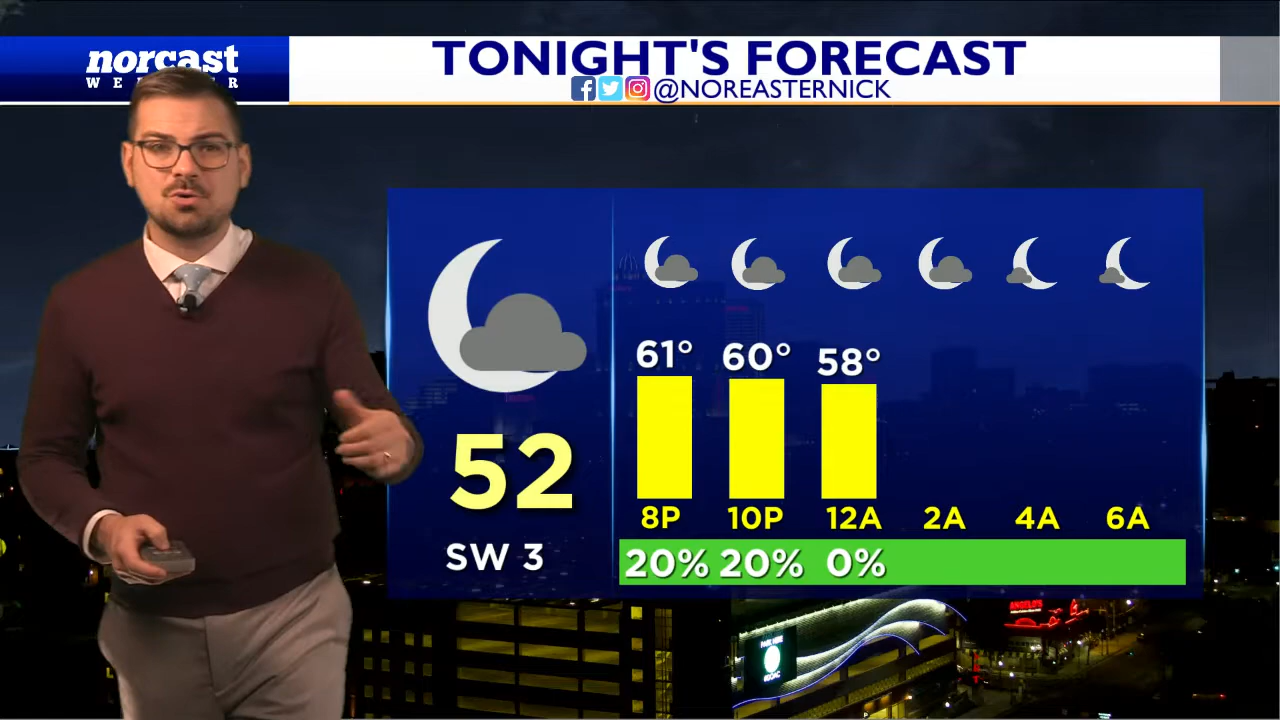 norcast
TONIGHT'S FORECAST
@NOREASTERNICK
61° 60° 58°
52
8P 10P 12A 2A 4A 6A
SW 3
20% 20% 0%
ANGELO'S